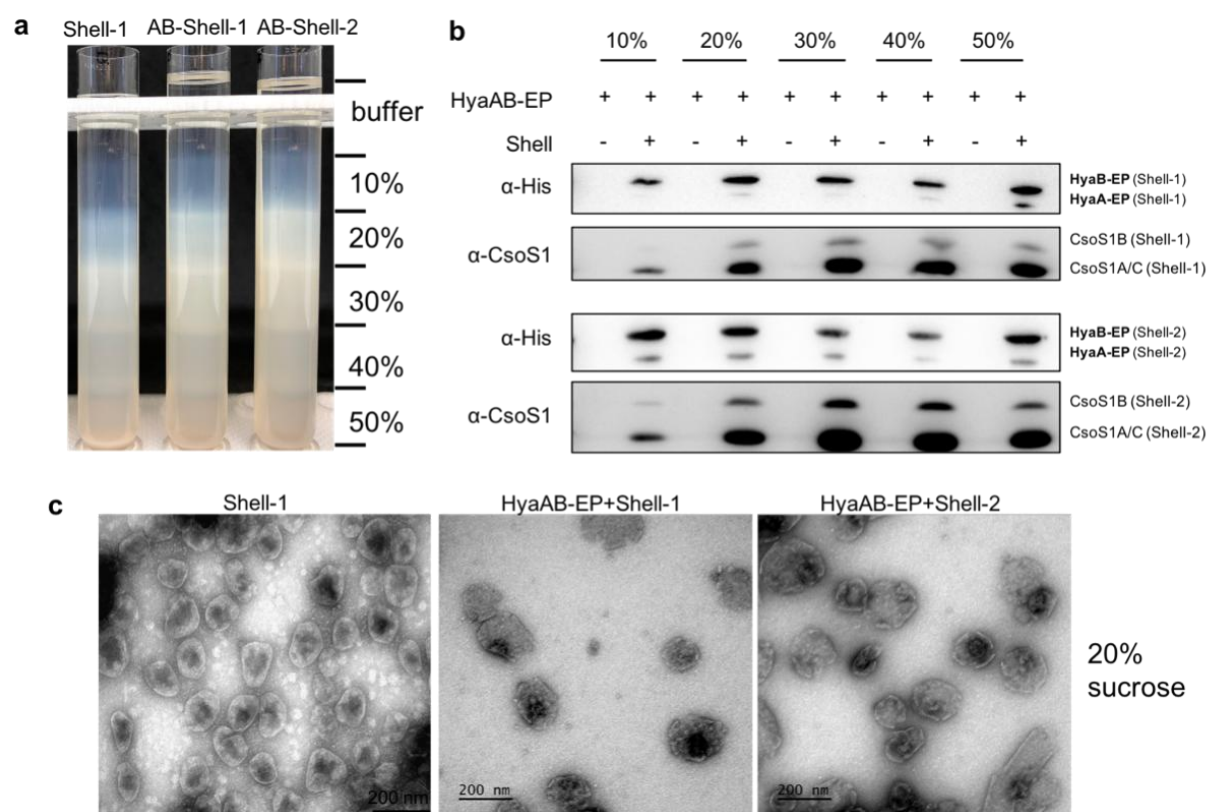 a
Shell-1 AB-Shell-1 AB-Shell-2
buffer
10%
20%
30%
40%
50%
b
10% 20% 30% 40% 50%
HyaAB-EP + + + + + + + + + +
Shell - + - + - + - + - +
α-His
HyaB-EP (Shell-1)
HyaA-EP (Shell-1)
α-CsoS1
CsoS1B (Shell-1)
CsoS1A/C (Shell-1)
α-His
HyaB-EP (Shell-2)
HyaA-EP (Shell-2)
α-CsoS1
CsoS1B (Shell-2)
CsoS1A/C (Shell-2)
c
Shell-1 HyaAB-EP+Shell-1 HyaAB-EP+Shell-2
200 nm 200 nm 200 nm
20%
sucrose